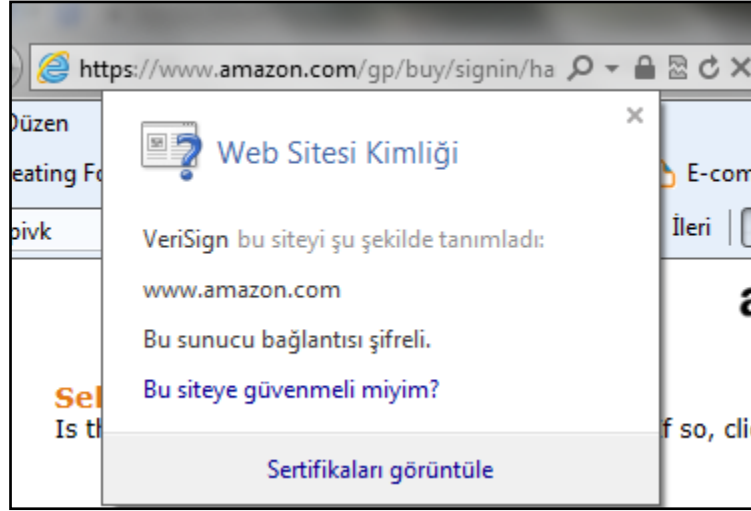 https://www.amazon.com/gp/buy/signin/ha
Düzen
Web Sitesi Kimliği
eating Fo
E-com
pivk
VeriSign bu siteyi şu şekilde tanımladı:
İleri
www.amazon.com
a
Bu sunucu bağlantısı şifreli.
Bu siteye güvenmeli miyim?
Sel
Is th
f so, cli
Sertifikaları görüntüle